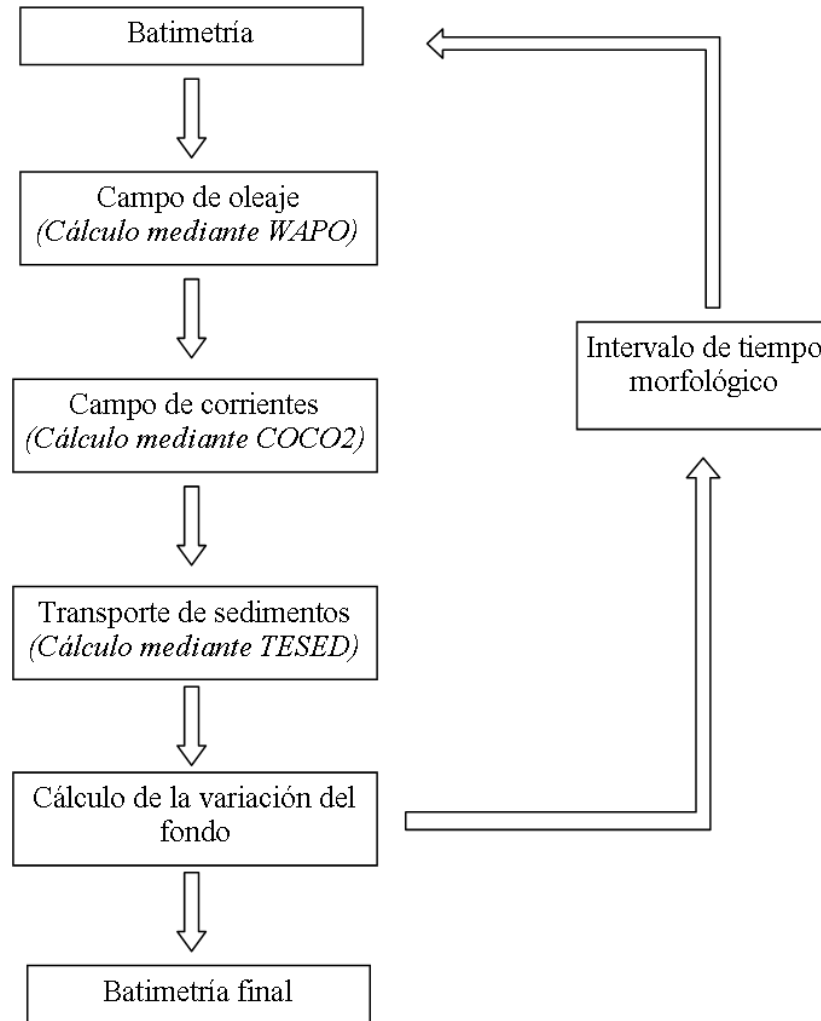 Batimetría
Campo de oleaje
(Cálculo mediante WAPO)
Campo de corrientes
(Cálculo mediante COCO2)
Transporte de sedimentos
(Cálculo mediante TESED)
Cálculo de la variación del
fondo
Batimetría final
Intervalo de tiempo
morfológico